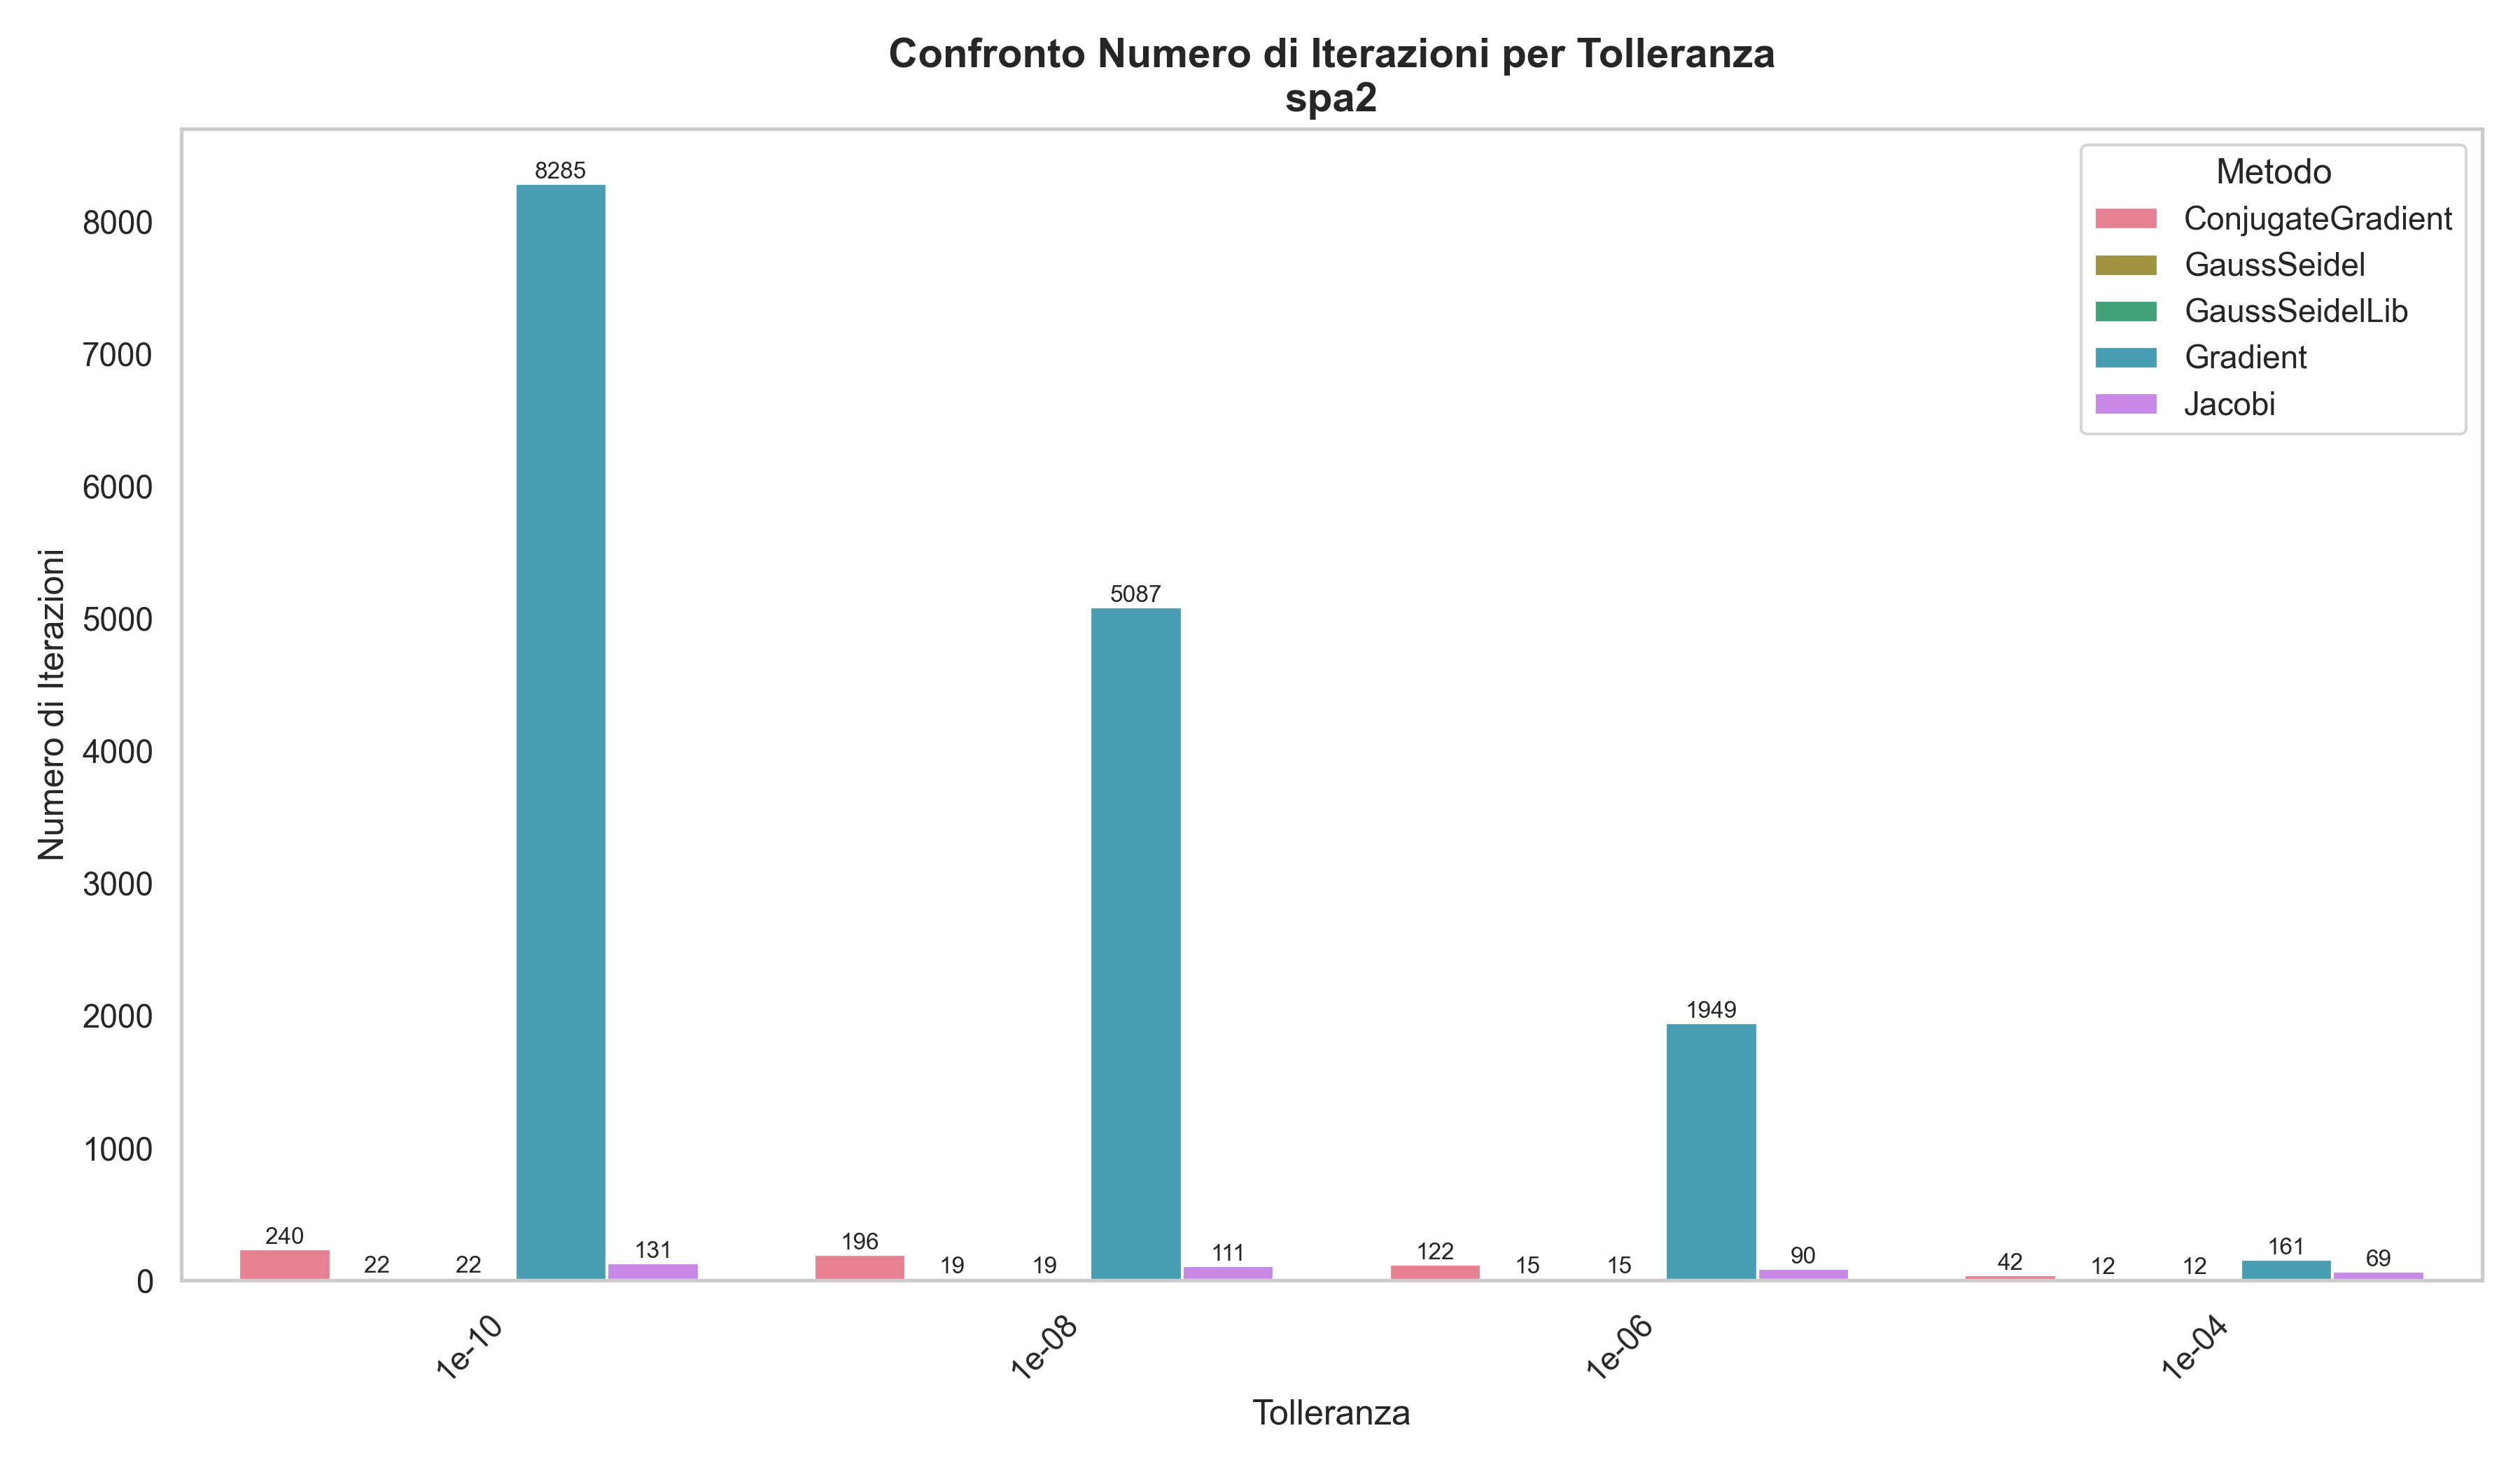 Confronto Numero di Iterazioni per Tolleranza
spa2
Metodo
ConjugateGradient
GaussSeidel
GaussSeidelLib
Gradient
Jacobi
Numero di Iterazioni
8000
7000
6000
5000
4000
3000
2000
1000
0
240
22
22
8285
131
196
19
19
5087
111
122
15
15
1949
90
42
12
12
161
69
1e-10
1e-08
1e-06
1e-04
Tolleranza